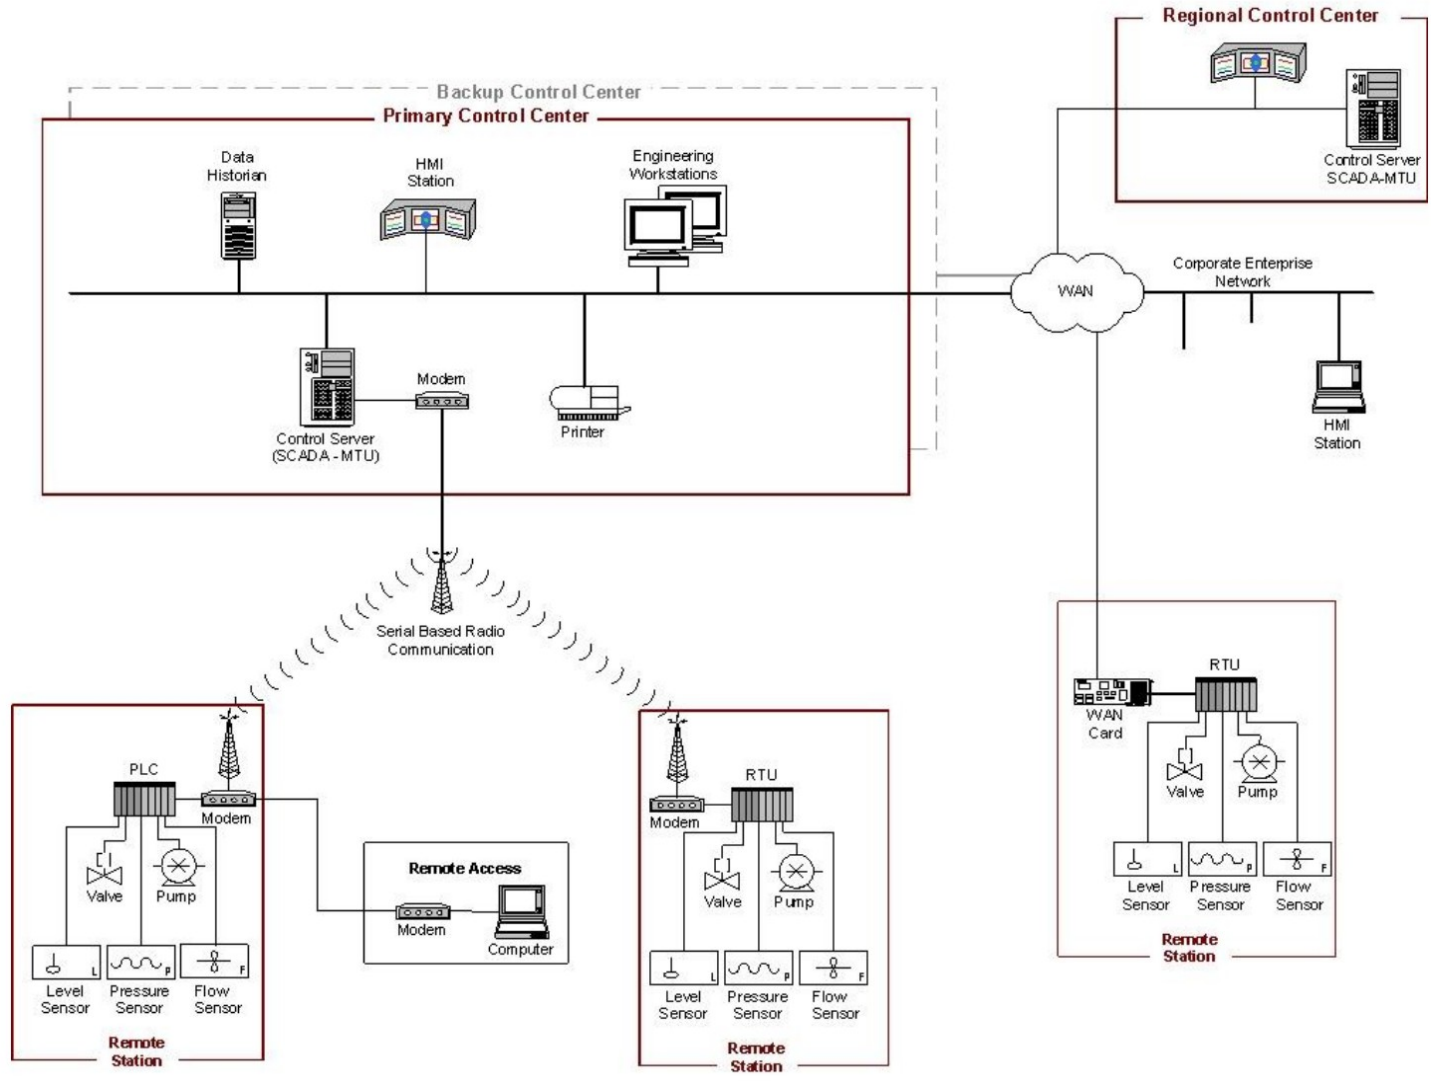 Regional Control Center
Control Server
SCADA-MTU
Backup Control Center
Primary Control Center
Data
Historian
HMI
Station
Engineering
Workstations
Control Server
(SCADA - MTU)
Modem
Printer
WAN
Corporate Enterprise
Network
HMI
Station
Serial Based Radio
Communication
PLC
Modem
Valve
Pump
L
Level
Sensor
P
Pressure
Sensor
F
Flow
Sensor
Remote
Station
Remote Access
Modem
Computer
RTU
Modem
Valve
Pump
L
Level
Sensor
P
Pressure
Sensor
F
Flow
Sensor
Remote
Station
RTU
WAN
Card
Valve
Pump
L
Level
Sensor
P
Pressure
Sensor
F
Flow
Sensor
Remote
Station